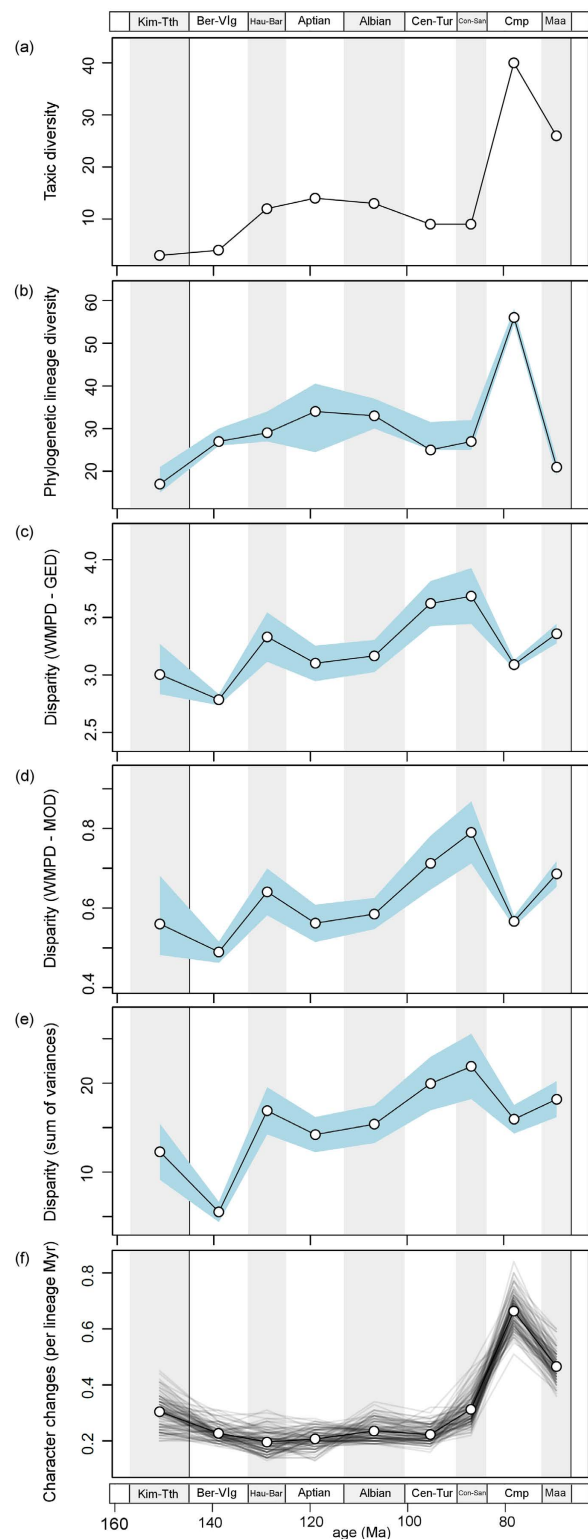 Kim-Tth Ber-Vlg Hau-Bar Aptian Albian Cen-Tur Con-San Cmp Maa
(a)
Taxic diversity
40
30
20
10
(b)
Phylogenetic lineage diversity
60
50
40
30
20
(c)
Disparity (WMPD - GED)
4.0
3.5
3.0
2.5
(d)
Disparity (WMPD - MOD)
0.8
0.6
0.4
(e)
Disparity (sum of variances)
20
10
(f)
Character changes (per lineage Myr)
0.8
0.6
0.4
0.2
Kim-Tth Ber-Vlg Hau-Bar Aptian Albian Cen-Tur Con-San Cmp Maa
160 140 120 100 80
age (Ma)